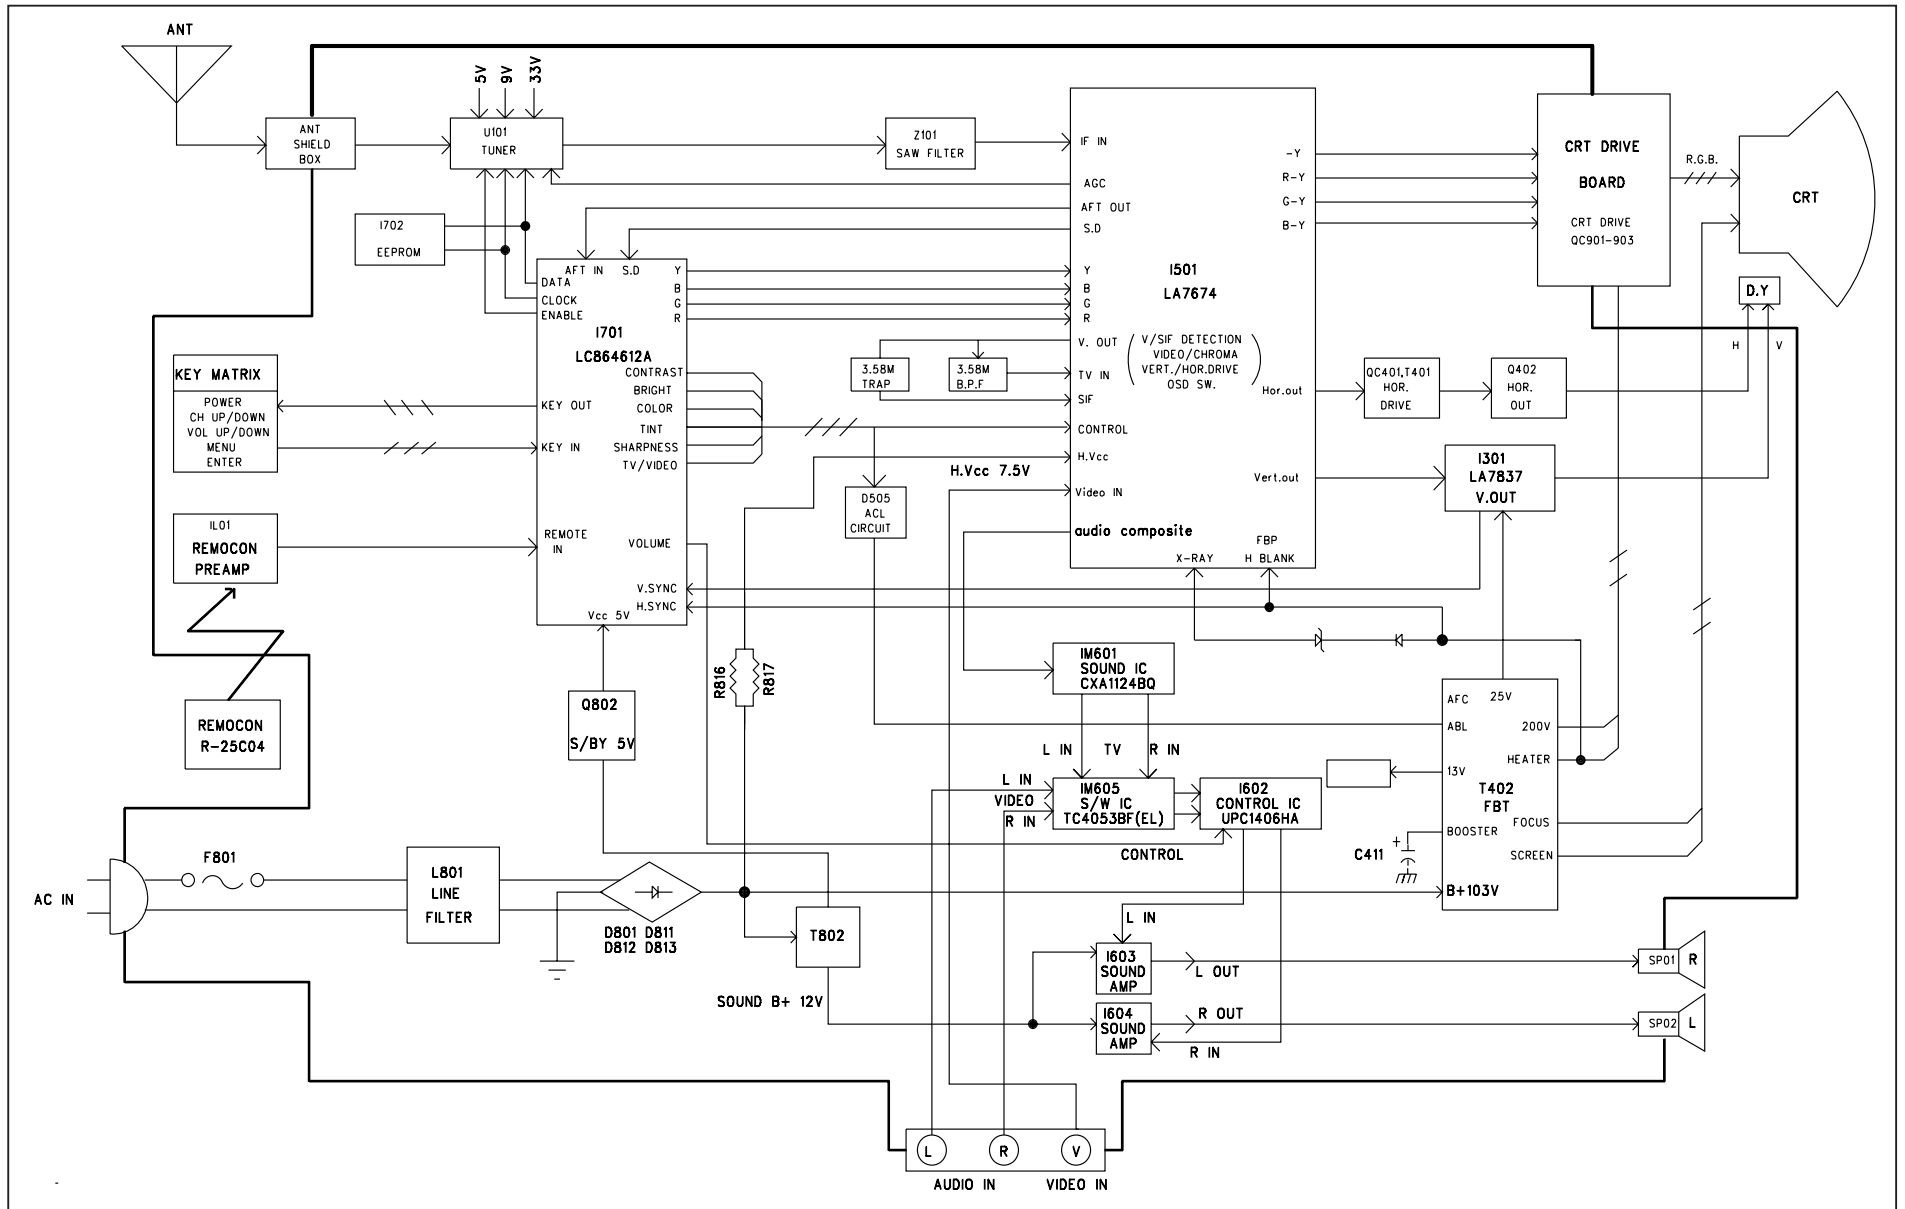 ANT
5V
9V
33V
ANT
SHIELD
BOX
U101
TUNER
Z101
SAW FILTER
I702
EEPROM
IF IN
AGC
AFT OUT
S.D
Y
B
G
R
V. OUT
TV IN
SIF
CONTROL
H.Vcc
Video IN
audio composite
I501
LA7674
V/SIF DETECTION
VIDEO/CHROMA
VERT./HOR.DRIVE
OSD SW.
-Y
R-Y
G-Y
B-Y
Hor.out
Vert.out
FBP
X-RAY
H BLANK
CRT DRIVE
BOARD
CRT DRIVE
QC901-903
R.G.B.
CRT
D.Y
H
V
AFT IN
S.D
Y
B
G
R
DATA
CLOCK
ENABLE
I701
LC864612A
CONTRAST
BRIGHT
COLOR
TINT
SHARPNESS
TV/VIDEO
KEY OUT
KEY IN
REMOTE
IN
VOLUME
V.SYNC
H.SYNC
Vcc 5V
KEY MATRIX
POWER
CH UP/DOWN
VOL UP/DOWN
MENU
ENTER
IL01
REMOCON
PREAMP
REMOCON
R-25C04
3.58M
TRAP
3.58M
B.P.F
H.Vcc 7.5V
D505
ACL
CIRCUIT
QC401,T401
HOR.
DRIVE
Q402
HOR.
OUT
I301
LA7837
V.OUT
R816
R817
Q802
S/BY 5V
IM601
SOUND IC
CXA1124BQ
L IN
TV
R IN
L IN
VIDEO
R IN
IM605
S/W IC
TC4053BF(EL)
I602
CONTROL IC
UPC1406HA
CONTROL
AFC
25V
ABL
200V
HEATER
13V
T402
FBT
FOCUS
BOOSTER
SCREEN
B+103V
+
C411
AC IN
F801
L801
LINE
FILTER
D801 D811
D812 D813
T802
SOUND B+ 12V
L IN
I603
SOUND
AMP
L OUT
I604
SOUND
AMP
R OUT
R IN
SP01
R
SP02
L
L
R
V
AUDIO IN
VIDEO IN